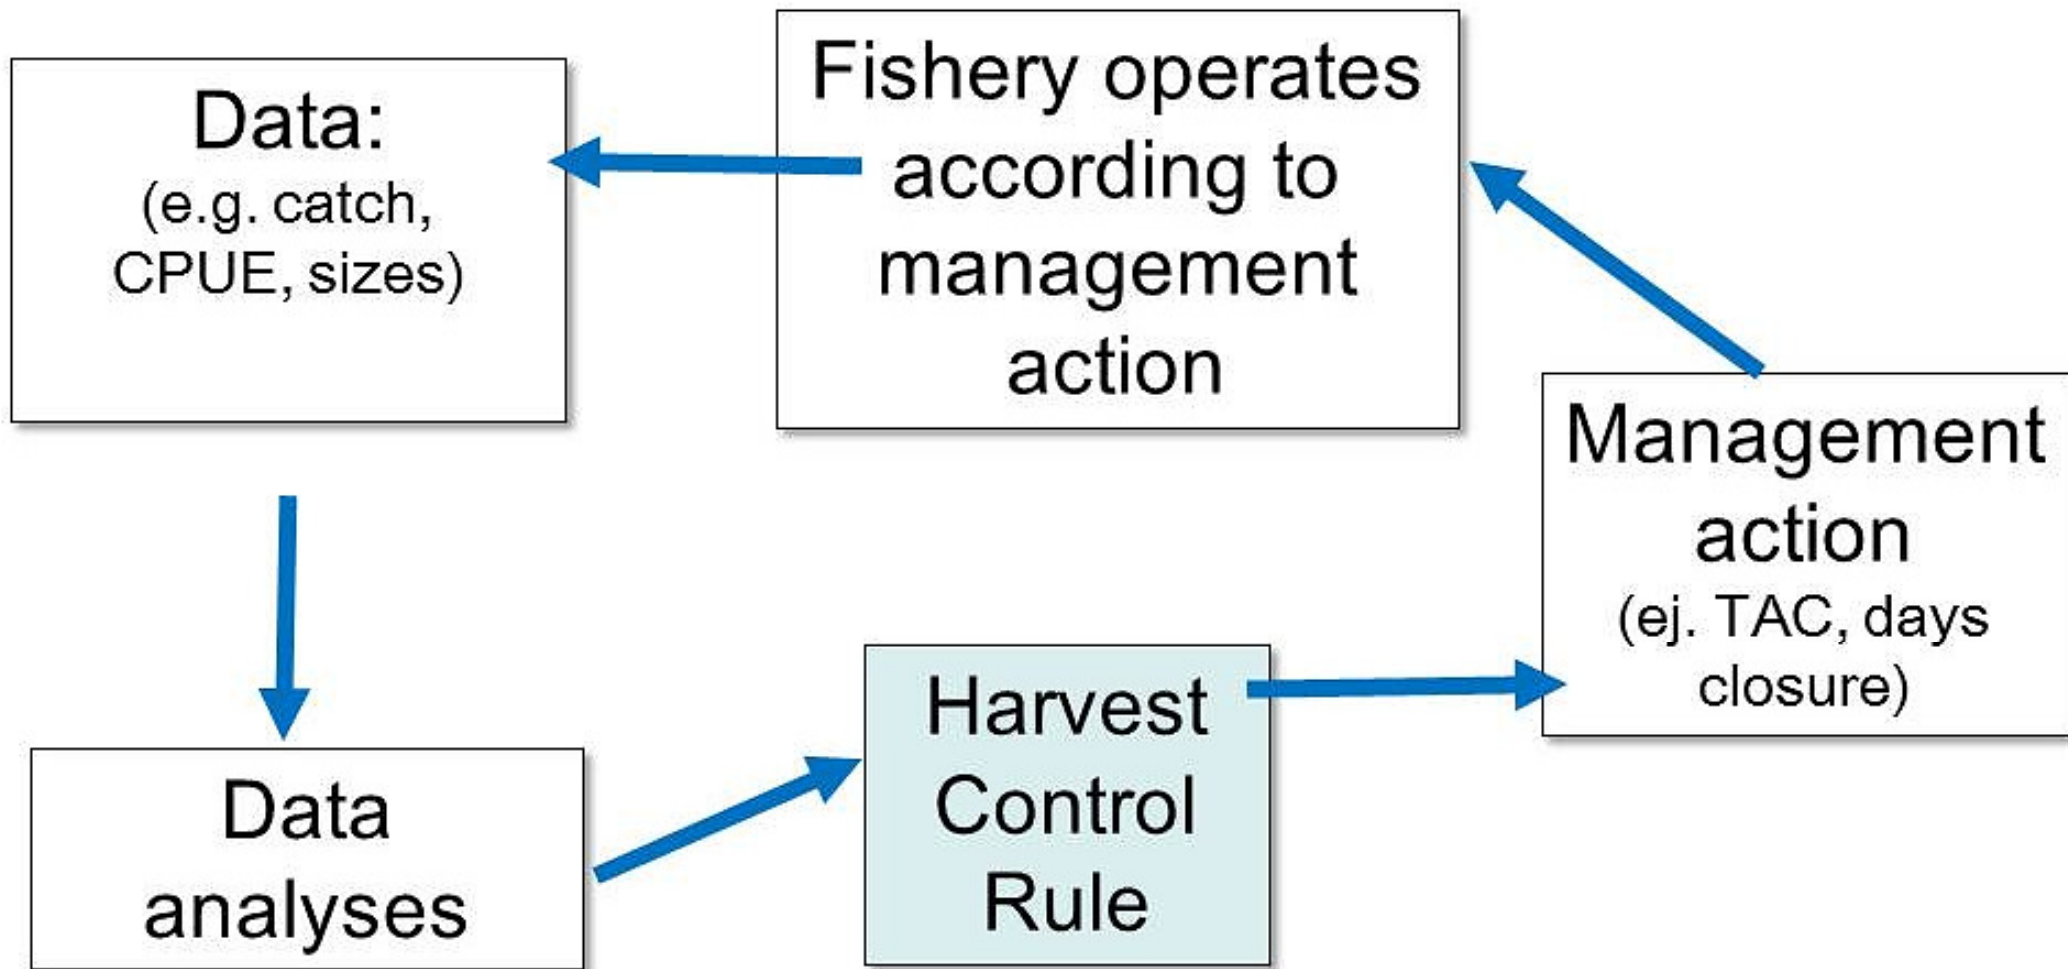 Data:
(e.g. catch,
CPUE, sizes)
Fishery operates
according to
management
action
Management
action
(ej. TAC, days
closure)
Harvest
Control
Rule
Data
analyses